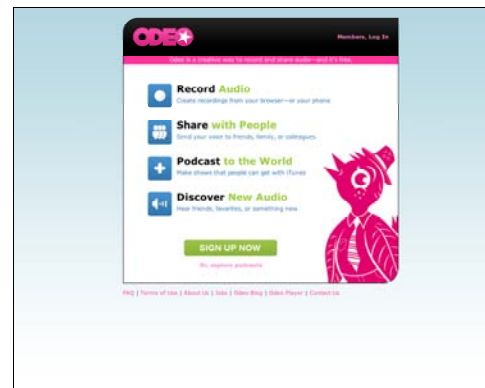 ODEO
Members, Log In
Odeo is a creative way to record and share audio—and it's free.
Record Audio
Create recordings from your browser—or your phone
Share with People
Send your voice to friends, family, or colleagues
Podcast to the World
Make shows that people can get with iTunes
Discover New Audio
Hear friends, favorites, or something new
SIGN UP NOW
explore podcasts
FAQ | Terms of Use | About Us | Jobs | Odeo Blog | Odeo Player | Contact Us